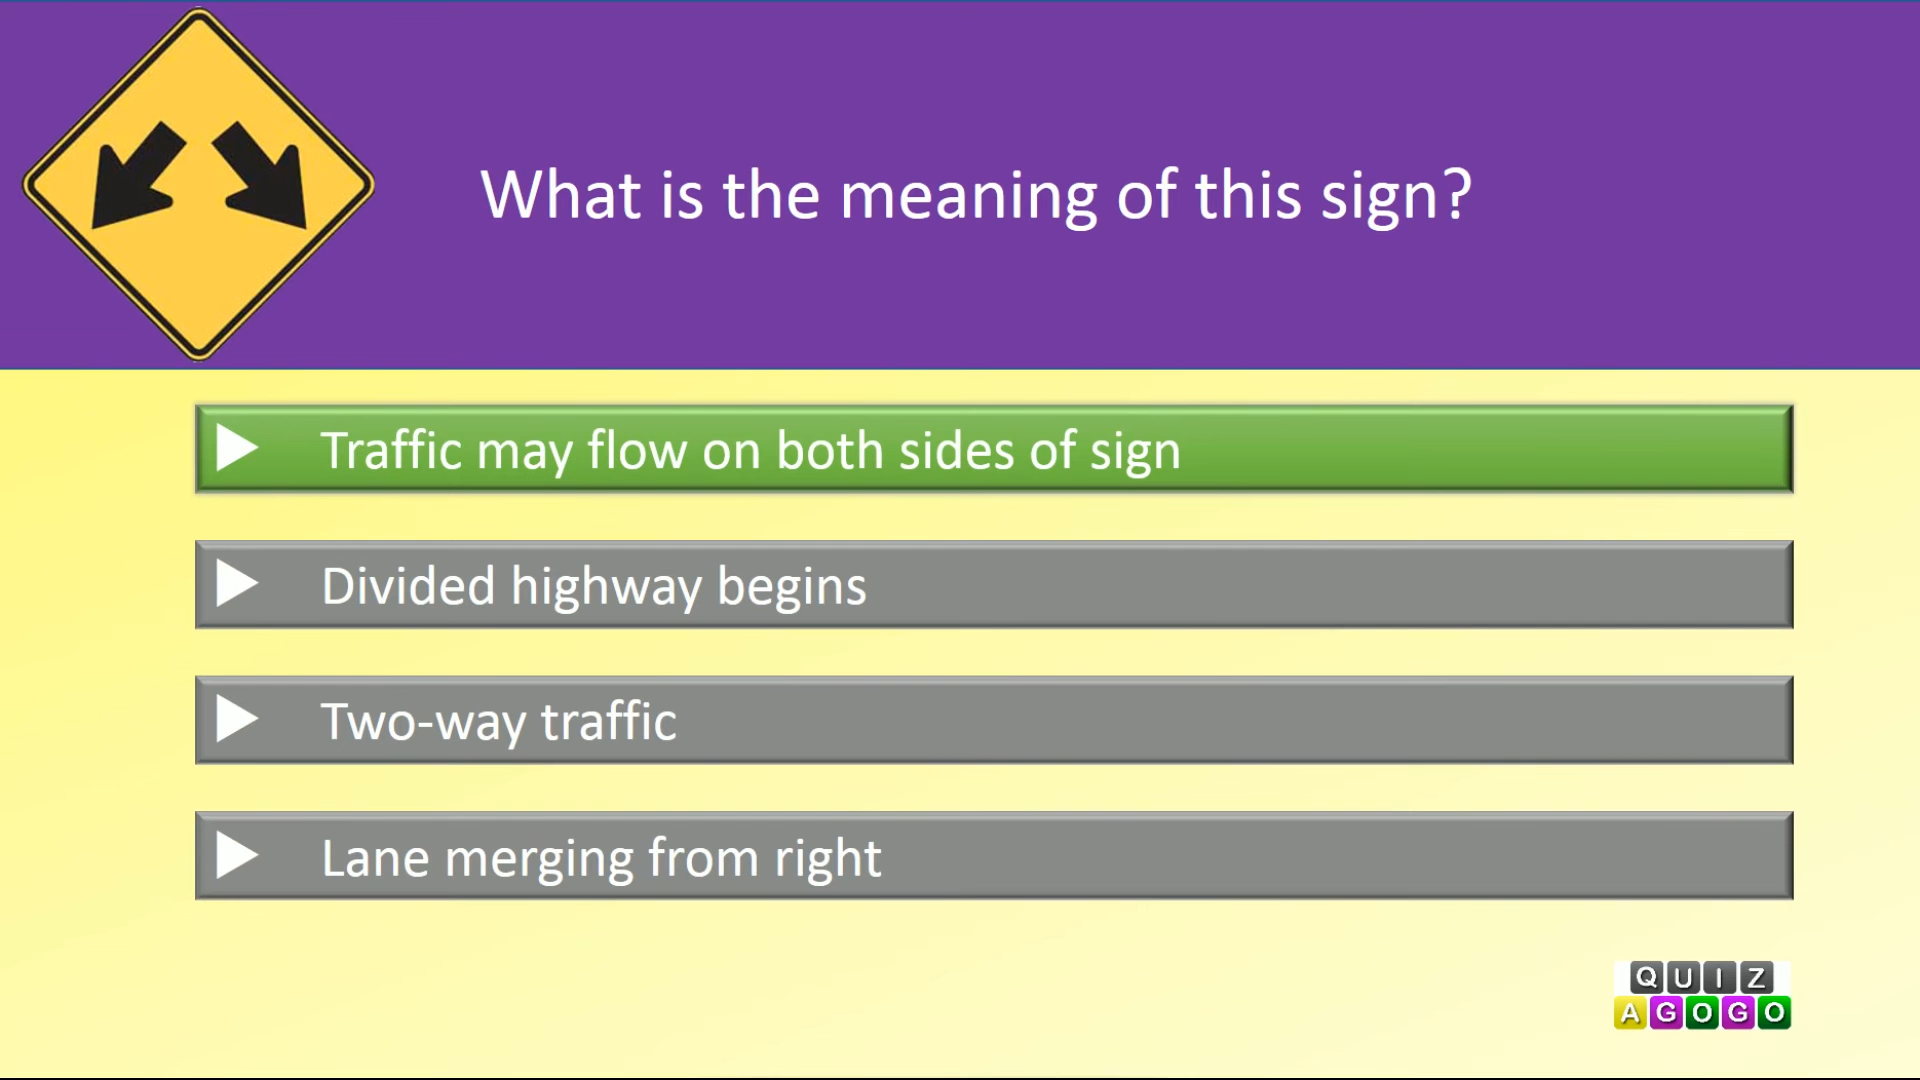 What is the meaning of this sign?
Traffic may flow on both sides of sign
Divided highway begins
Two-way traffic
Lane merging from right
QUIZ
AGOGO